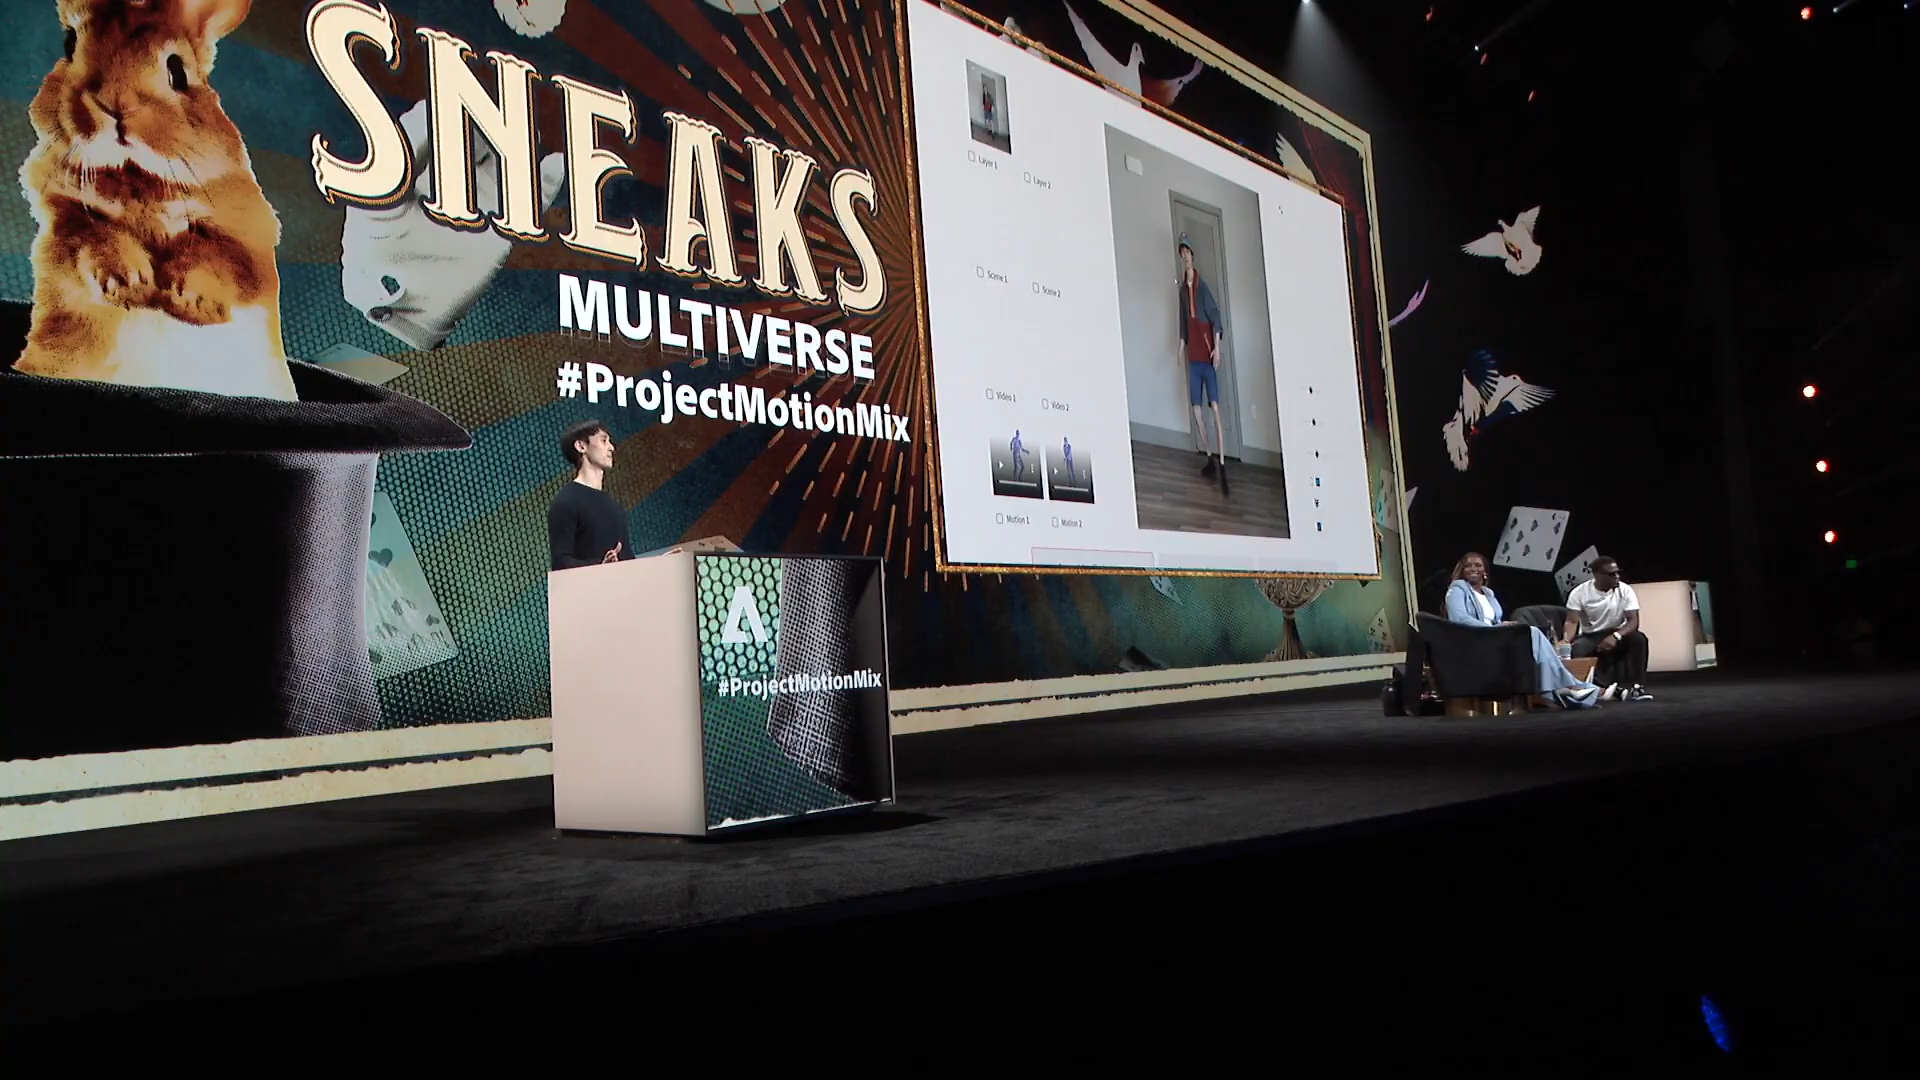 SNEAKS
MULTIVERSE
#ProjectMotionMix
Layer 1
Layer 2
Scene 1
Scene 2
Video 1
Video 2
Motion 1
Motion 2
#ProjectMotionMix